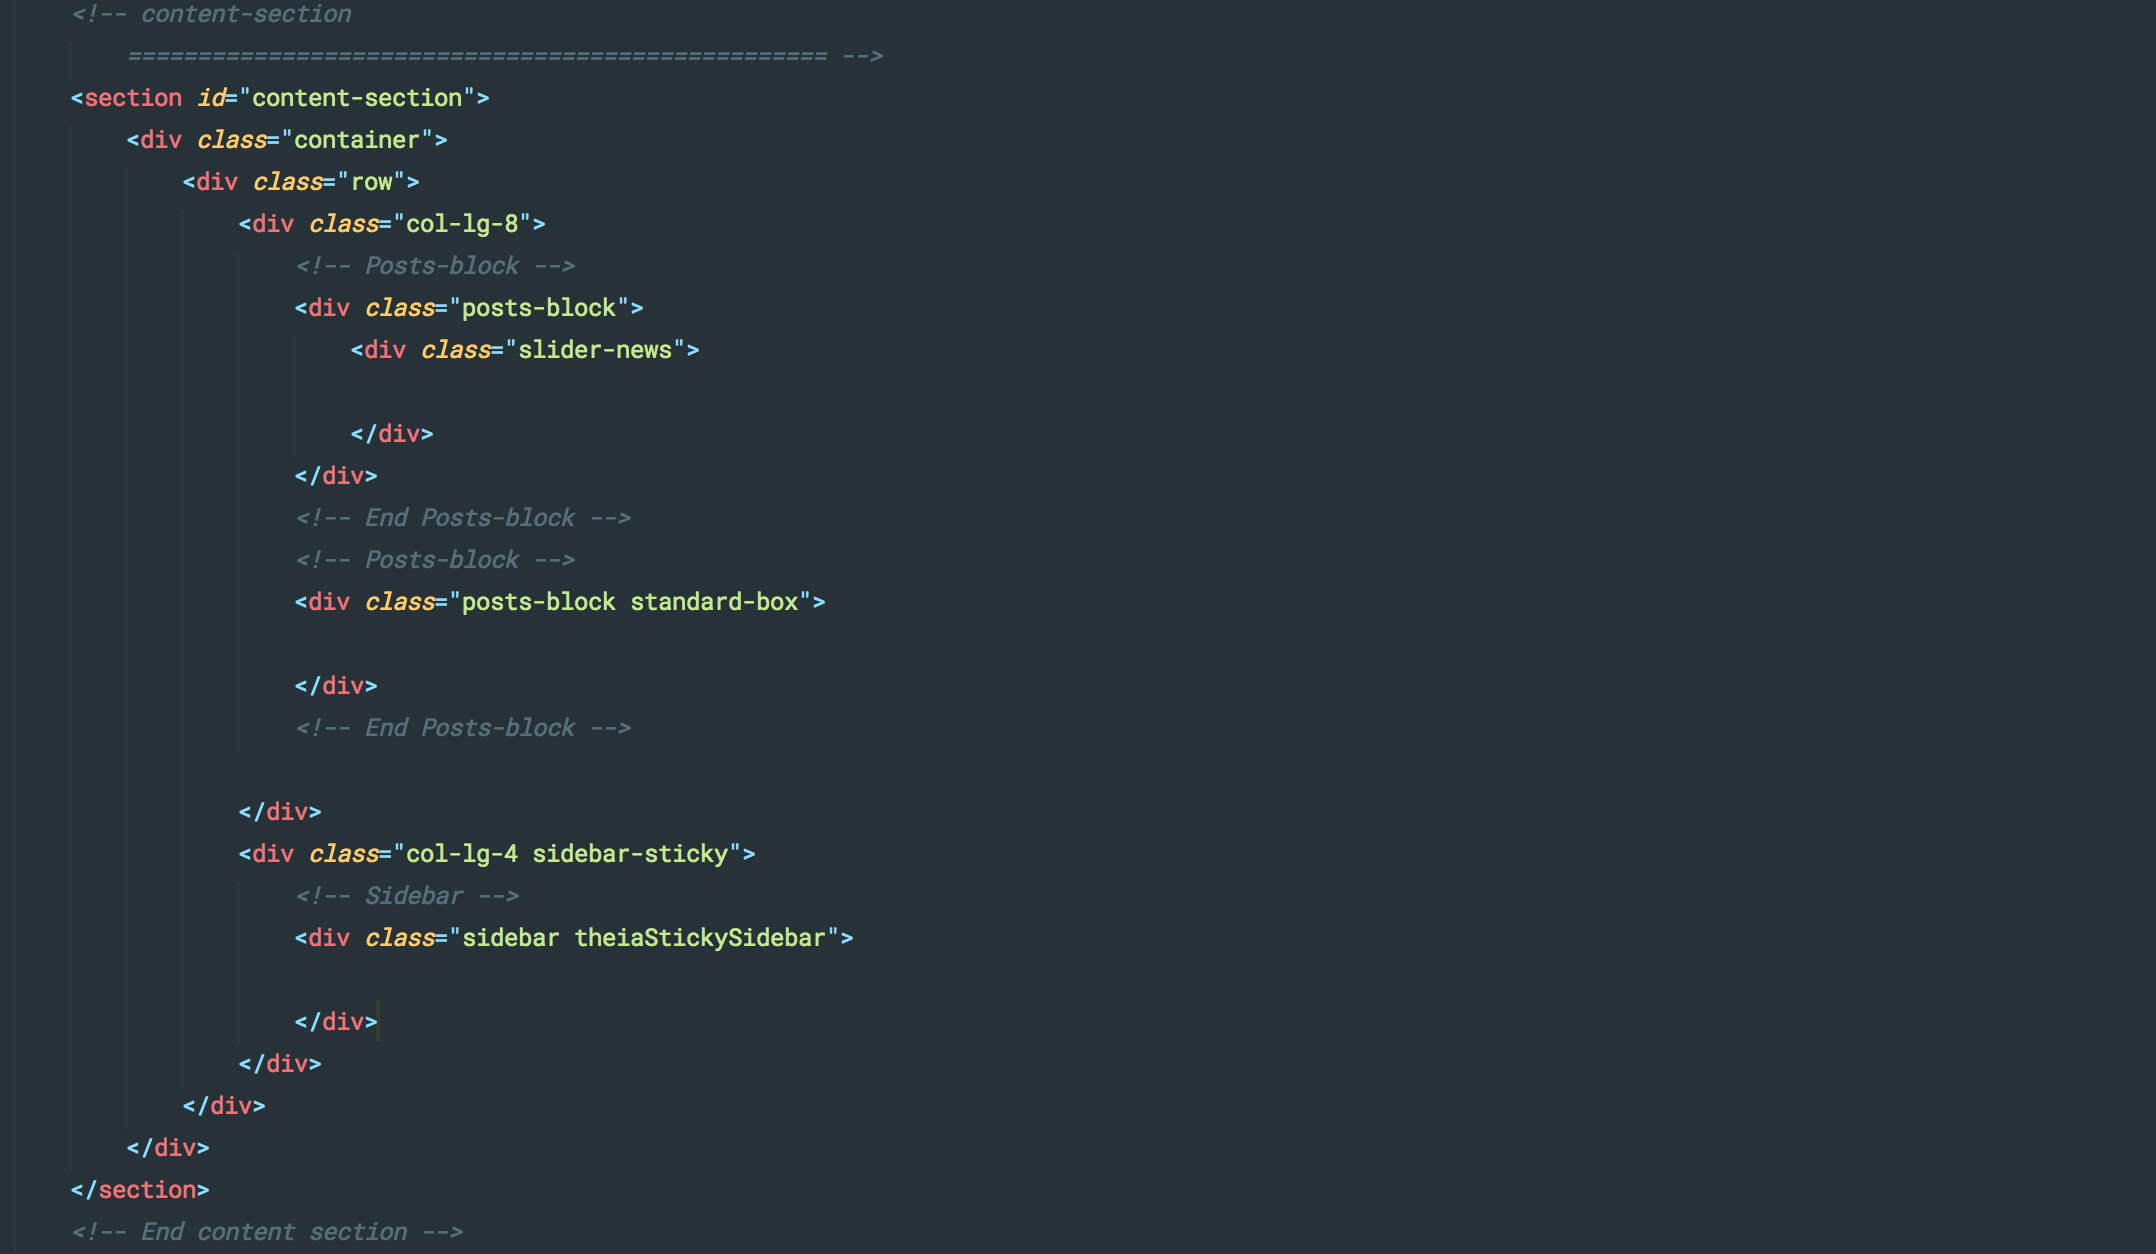 <!-- content-section
    ================================================== -->
<section id="content-section">
    <div class="container">
        <div class="row">
            <div class="col-lg-8">
                <!-- Posts-block -->
                <div class="posts-block">
                    <div class="slider-news">

                    </div>
                </div>
                <!-- End Posts-block -->
                <!-- Posts-block -->
                <div class="posts-block standard-box">

                </div>
                <!-- End Posts-block -->

            </div>
            <div class="col-lg-4 sidebar-sticky">
                <!-- Sidebar -->
                <div class="sidebar theiaStickySidebar">

                </div>
            </div>
        </div>
    </div>
</section>
<!-- End content section -->